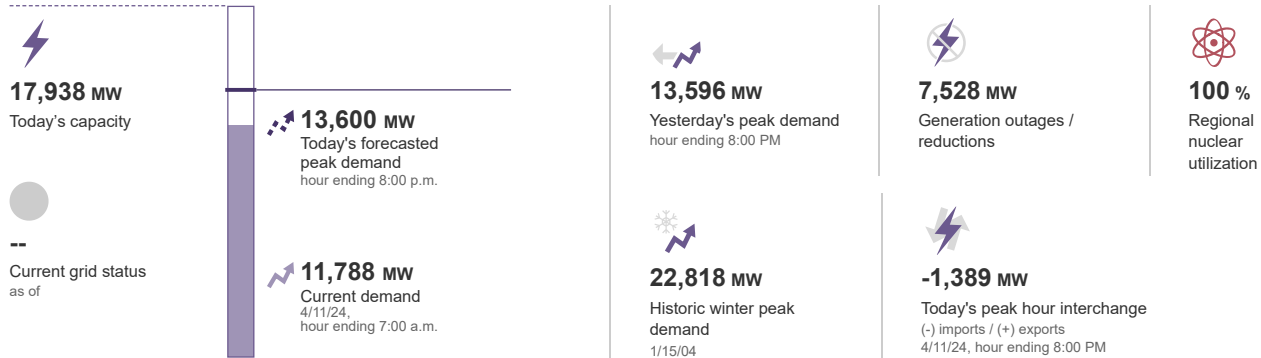 17,938 MW
Today's capacity
--
Current grid status
as of
13,600 MW
Today's forecasted
peak demand
hour ending 8:00 p.m.
11,788 MW
Current demand
4/11/24,
hour ending 7:00 a.m.
13,596 MW
Yesterday's peak demand
hour ending 8:00 PM
7,528 MW
Generation outages /
reductions
100 %
Regional
nuclear
utilization
22,818 MW
Historic winter peak
demand
1/15/04
-1,389 MW
Today's peak hour interchange
(-) imports / (+) exports
4/11/24, hour ending 8:00 PM